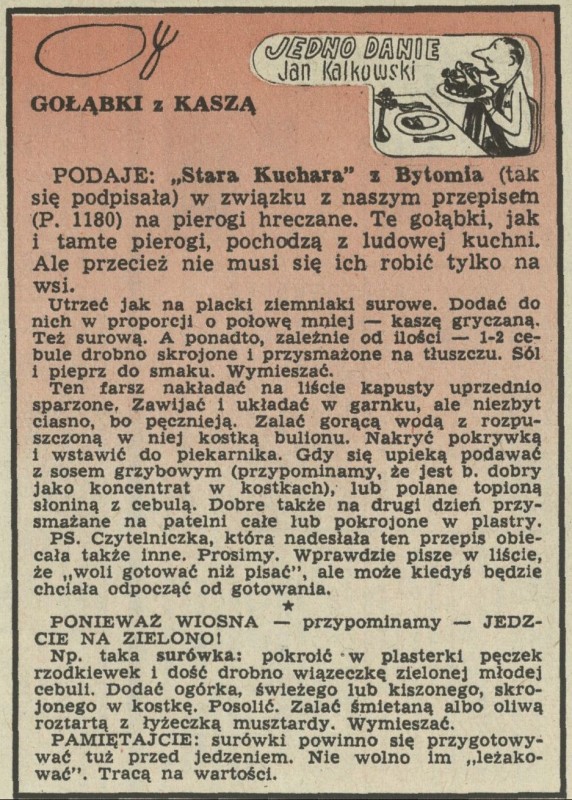 JEDNO DANIE
Jan Kalkowski
GOŁĄBKI z KASZĄ
PODAJE: „Stara Kuchara" z Bytomia (tak
się podpisała) w związku z naszym przepisem
(P. 1180) na pierogi hreczane. Te gołąbki, jak
i tamte pierogi, pochodzą z ludowej kuchni.
Ale przecież nie musi się ich robić tylko na
wsi.
Utrzeć jak na placki ziemniaki surowe. Dodać do
nich w proporcji o połowę mniej — kaszę gryczaną.
Też surową. A ponadto, zależnie od ilości — 1-2 ce-
bule drobno skrojone i przysmażone na tłuszczu. Sól
i pieprz do smaku. Wymieszać.
Ten farsz nakładać na liście kapusty uprzednio
sparzone. Zawijać i układać w garnku, ale niezbyt
ciasno, bo pęcznieją. Zalać gorącą wodą z rozpu-
szczoną w niej kostką bulionu. Nakryć pokrywką
i wstawić do piekarnika. Gdy się upieką podawać
z sosem grzybowym (przypominamy, że jest b. dobry
jako koncentrat w kostkach), lub polane topioną
słoniną z cebulą. Dobre także na drugi dzień przy-
smażane na patelni całe lub pokrojone w plastry.
PS. Czytelniczka, która nadesłała ten przepis obie-
cała także inne. Prosimy. Wprawdzie pisze w liście,
że „woli gotować niż pisać", ale może kiedyś będzie
chciała odpocząć od gotowania.
★
PONIEWAŻ WIOSNA — przypominamy — JEDZ-
CIE NA ZIELONO!
Np. taka surówka: pokroić w plasterki pęczek
rzodkiewek i dość drobno wiązeczkę zielonej młodej
cebuli. Dodać ogórka, świeżego lub kiszonego, skro-
jonego w kostkę. Posolić. Zalać śmietaną albo oliwą
roztartą z łyżeczką musztardy. Wymieszać.
PAMIĘTAJCIE: surówki powinno się przygotowy-
wać tuż przed jedzeniem. Nie wolno im „leżako-
wać". Tracą na wartości.